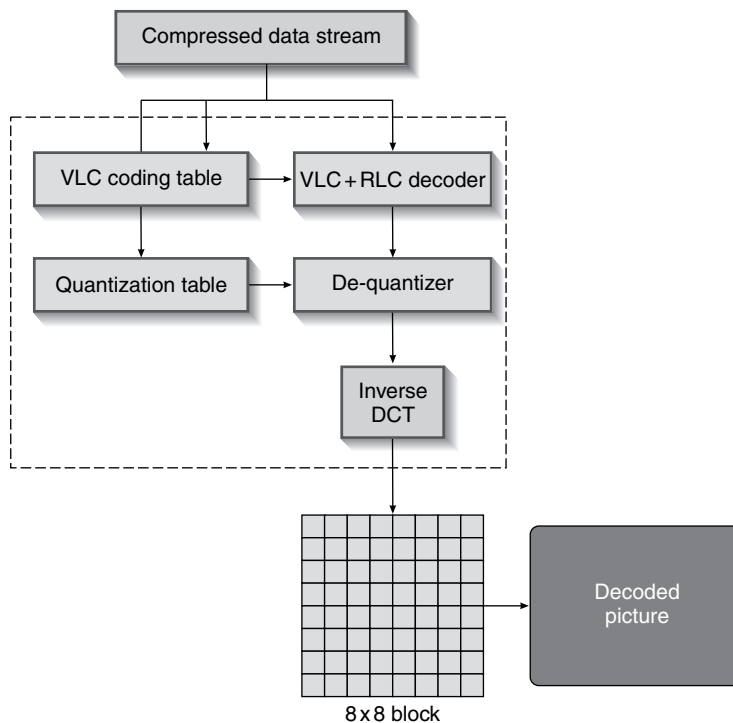 Compressed data stream
VLC coding table
VLC + RLC decoder
Quantization table
De-quantizer
Inverse
DCT
Decoded
picture
8 x 8 block